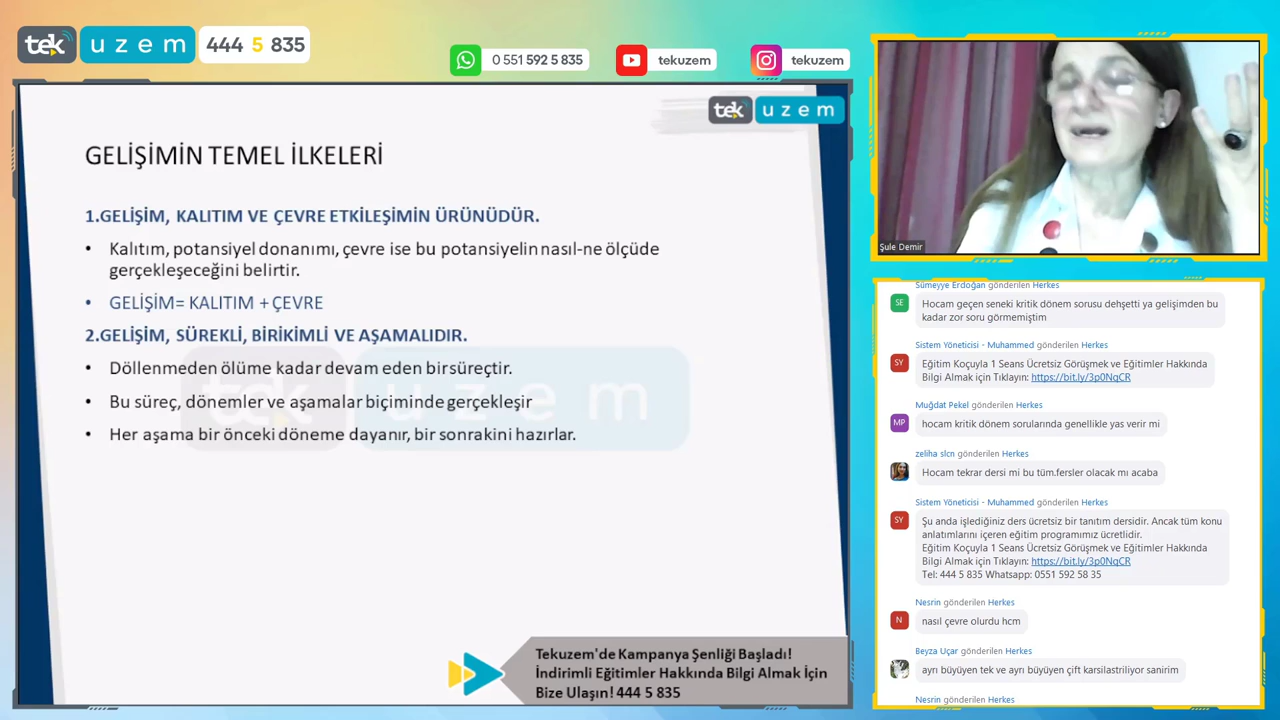 tek uzem 444 5 835
0 551 592 5 835
tekuzem
tekuzem
tek uzem
GELİŞİMİN TEMEL İLKELERİ
1.GELİŞİM, KALITIM VE ÇEVRE ETKİLEŞİMİN ÜRÜNÜDÜR.
• Kalıtım, potansiyel donanımı, çevre ise bu potansiyelin nasıl-ne ölçüde
gerçekleşeceğini belirtir.
• GELİŞİM= KALITIM + ÇEVRE
2.GELİŞİM, SÜREKLİ, BİRİKİMLİ VE AŞAMALIDIR.
• Döllenmeden ölüme kadar devam eden bir süreçtir.
• Bu süreç, dönemler ve aşamalar biçiminde gerçekleşir
• Her aşama bir önceki döneme dayanır, bir sonrakini hazırlar.
tek uzem
Tekuzem'de Kampanya Şenliği Başladı!
İndirimli Eğitimler Hakkında Bilgi Almak İçin
Bize Ulaşın! 444 5 835
Şule Demir
Sümeyye Erdoğan gönderilen Herkes
SE
Hocam geçen seneki kritik dönem sorusu dehşetti ya gelişimden bu
kadar zor soru görmemiştim
Sistem Yöneticisi - Muhammed gönderilen Herkes
SY
Eğitim Koçuyla 1 Seans Ücretsiz Görüşmek ve Eğitimler Hakkında
Bilgi Almak için Tıklayın: https://bit.ly/3p0NqCR
Muğdat Pekel gönderilen Herkes
MP
hocam kritik dönem sorularında genellikle yas verir mi
zeliha slcn gönderilen Herkes
Hocam tekrar dersi mi bu tüm.fersler olacak mı acaba
Sistem Yöneticisi - Muhammed gönderilen Herkes
SY
Şu anda işlediğiniz ders ücretsiz bir tanıtım dersidir. Ancak tüm konu
anlatımlarını içeren eğitim programımız ücretlidir.
Eğitim Koçuyla 1 Seans Ücretsiz Görüşmek ve Eğitimler Hakkında
Bilgi Almak için Tıklayın: https://bit.ly/3p0NqCR
Tel: 444 5 835 Whatsapp: 0551 592 58 35
Nesrin gönderilen Herkes
N
nasıl çevre olurdu hcm
Beyza Uçar gönderilen Herkes
ayrı büyüyen tek ve ayrı büyüyen çift karsilastriliyor sanirim
Nesrin gönderilen Herkes